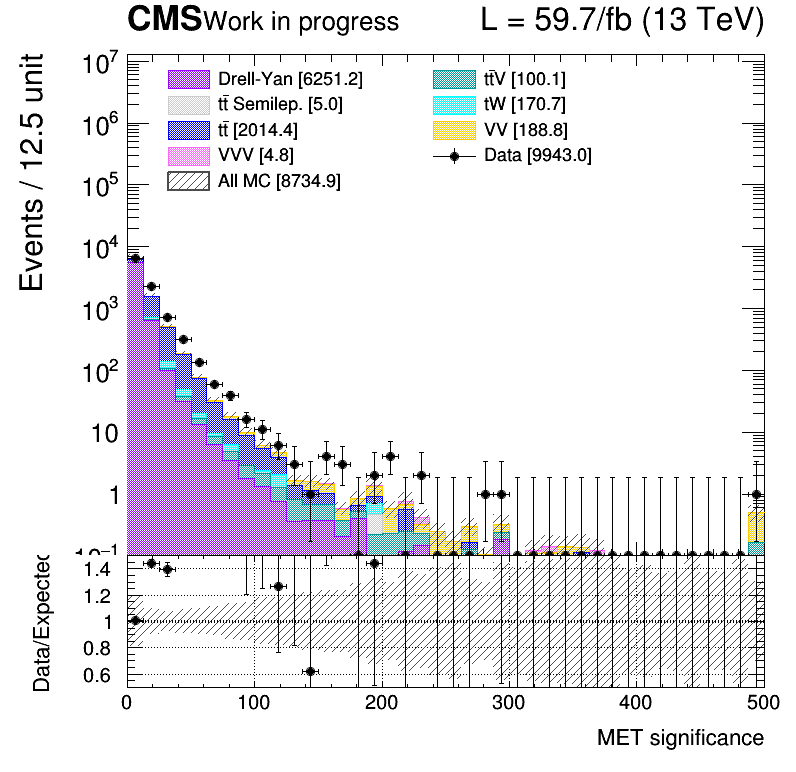 CMS Work in progress L = 59.7/fb (13 TeV)
Events / 12.5 unit
10⁷
10⁶
10⁵
10⁴
10³
10²
10
1
10⁻¹
Drell-Yan [6251.2]
tt̄ Semilep. [5.0]
tt̄ [2014.4]
VVV [4.8]
All MC [8734.9]
tt̄V [100.1]
tW [170.7]
VV [188.8]
Data [9943.0]
Data/Expected
1.4
1.2
1
0.8
0.6
0 100 200 300 400 500
MET significance